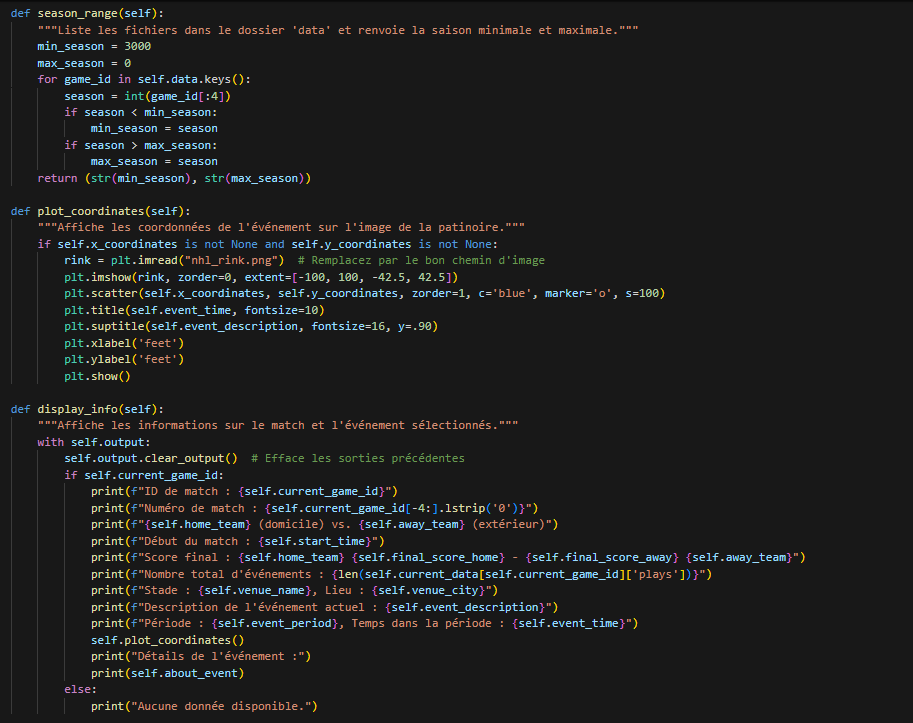 def season_range(self):
    """Liste les fichiers dans le dossier 'data' et renvoie la saison minimale et maximale."""
    min_season = 3000
    max_season = 0
    for game_id in self.data.keys():
        season = int(game_id[:4])
        if season < min_season:
            min_season = season
        if season > max_season:
            max_season = season
    return (str(min_season), str(max_season))

def plot_coordinates(self):
    """Affiche les coordonnées de l'événement sur l'image de la patinoire."""
    if self.x_coordinates is not None and self.y_coordinates is not None:
        rink = plt.imread("nhl_rink.png")  # Remplacez par le bon chemin d'image
        plt.imshow(rink, zorder=0, extent=[-100, 100, -42.5, 42.5])
        plt.scatter(self.x_coordinates, self.y_coordinates, zorder=1, c='blue', marker='o', s=100)
        plt.title(self.event_time, fontsize=10)
        plt.suptitle(self.event_description, fontsize=16, y=.90)
        plt.xlabel('feet')
        plt.ylabel('feet')
        plt.show()

def display_info(self):
    """Affiche les informations sur le match et l'événement sélectionnés."""
    with self.output:
        self.output.clear_output()  # Efface les sorties précédentes
        if self.current_game_id:
            print(f"ID de match : {self.current_game_id}")
            print(f"Numéro de match : {self.current_game_id[-4:].lstrip('0')}")
            print(f"{self.home_team} (domicile) vs. {self.away_team} (extérieur)")
            print(f"Début du match : {self.start_time}")
            print(f"Score final : {self.home_team} {self.final_score_home} - {self.final_score_away} {self.away_team}")
            print(f"Nombre total d'événements : {len(self.current_data[self.current_game_id]['plays'])}")
            print(f"Stade : {self.venue_name}, Lieu : {self.venue_city}")
            print(f"Description de l'événement actuel : {self.event_description}")
            print(f"Période : {self.event_period}, Temps dans la période : {self.event_time}")
            self.plot_coordinates()
            print("Détails de l'événement :")
            print(self.about_event)
        else:
            print("Aucune donnée disponible.")